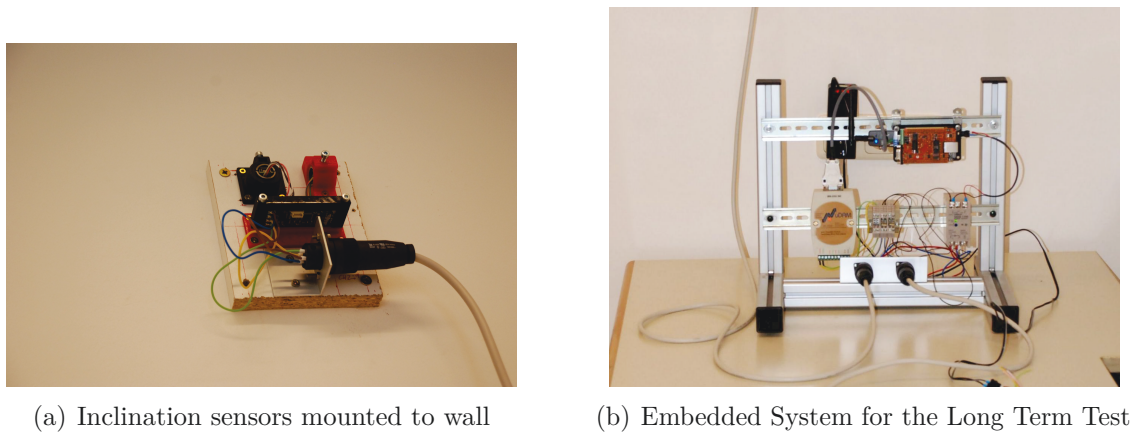 (a) Inclination sensors mounted to wall
(b) Embedded System for the Long Term Test